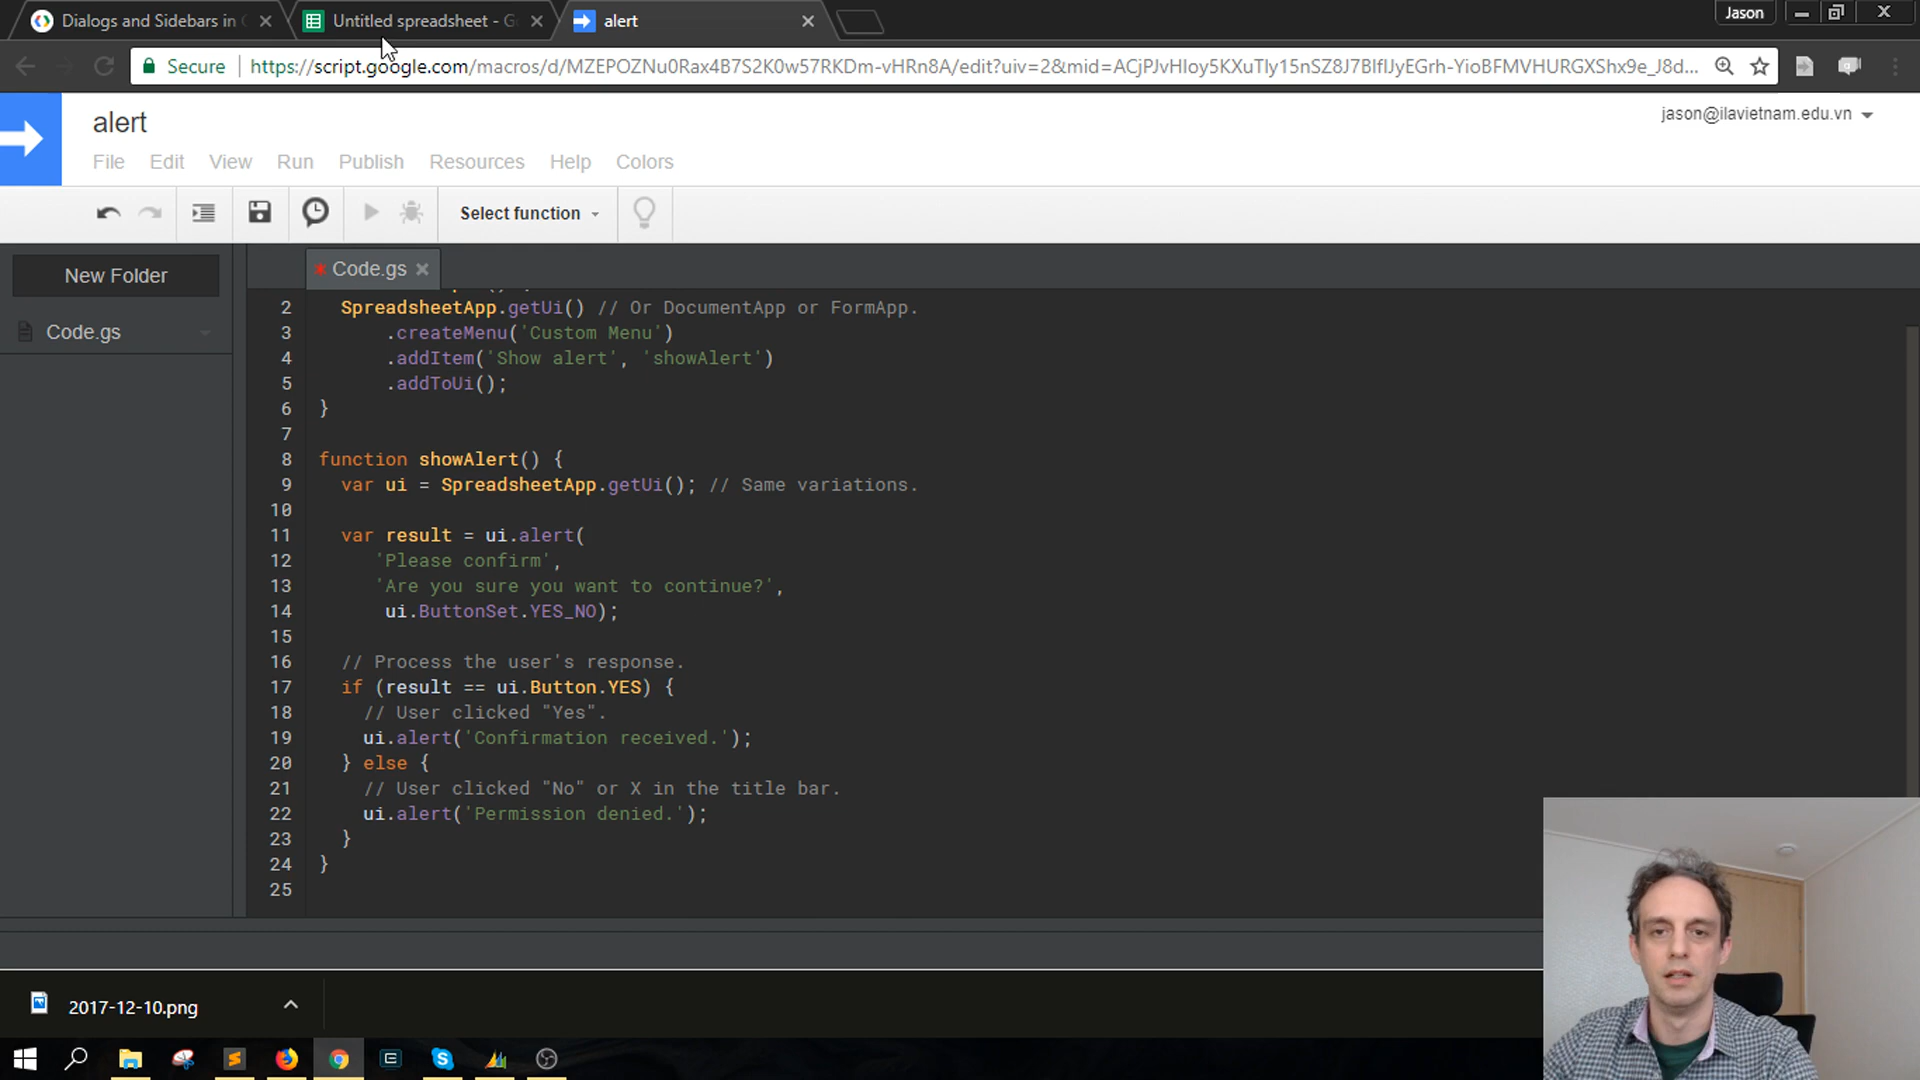 Dialogs and Sidebars in
Untitled spreadsheet - G
alert
Jason
Secure
https://script.google.com/macros/d/MZEPOZNu0Rax4B7S2K0w57RKDm-vHRn8A/edit?uiv=2&mid=ACjPJvHIoy5KXuTly15nSZ8J7BlflJyEGrh-YioBFMVHURGXShx9e_J8d...
alert
jason@ilavietnam.edu.vn
File Edit View Run Publish Resources Help Colors
Select function
New Folder
* Code.gs
Code.gs
2 SpreadsheetApp.getUi() // Or DocumentApp or FormApp.
3 .createMenu('Custom Menu')
4 .addItem('Show alert', 'showAlert')
5 .addToUi();
6 }
7
8 function showAlert() {
9 var ui = SpreadsheetApp.getUi(); // Same variations.
10
11 var result = ui.alert(
12 'Please confirm',
13 'Are you sure you want to continue?',
14 ui.ButtonSet.YES_NO);
15
16 // Process the user's response.
17 if (result == ui.Button.YES) {
18 // User clicked "Yes".
19 ui.alert('Confirmation received.');
20 } else {
21 // User clicked "No" or X in the title bar.
22 ui.alert('Permission denied.');
23 }
24 }
25
2017-12-10.png